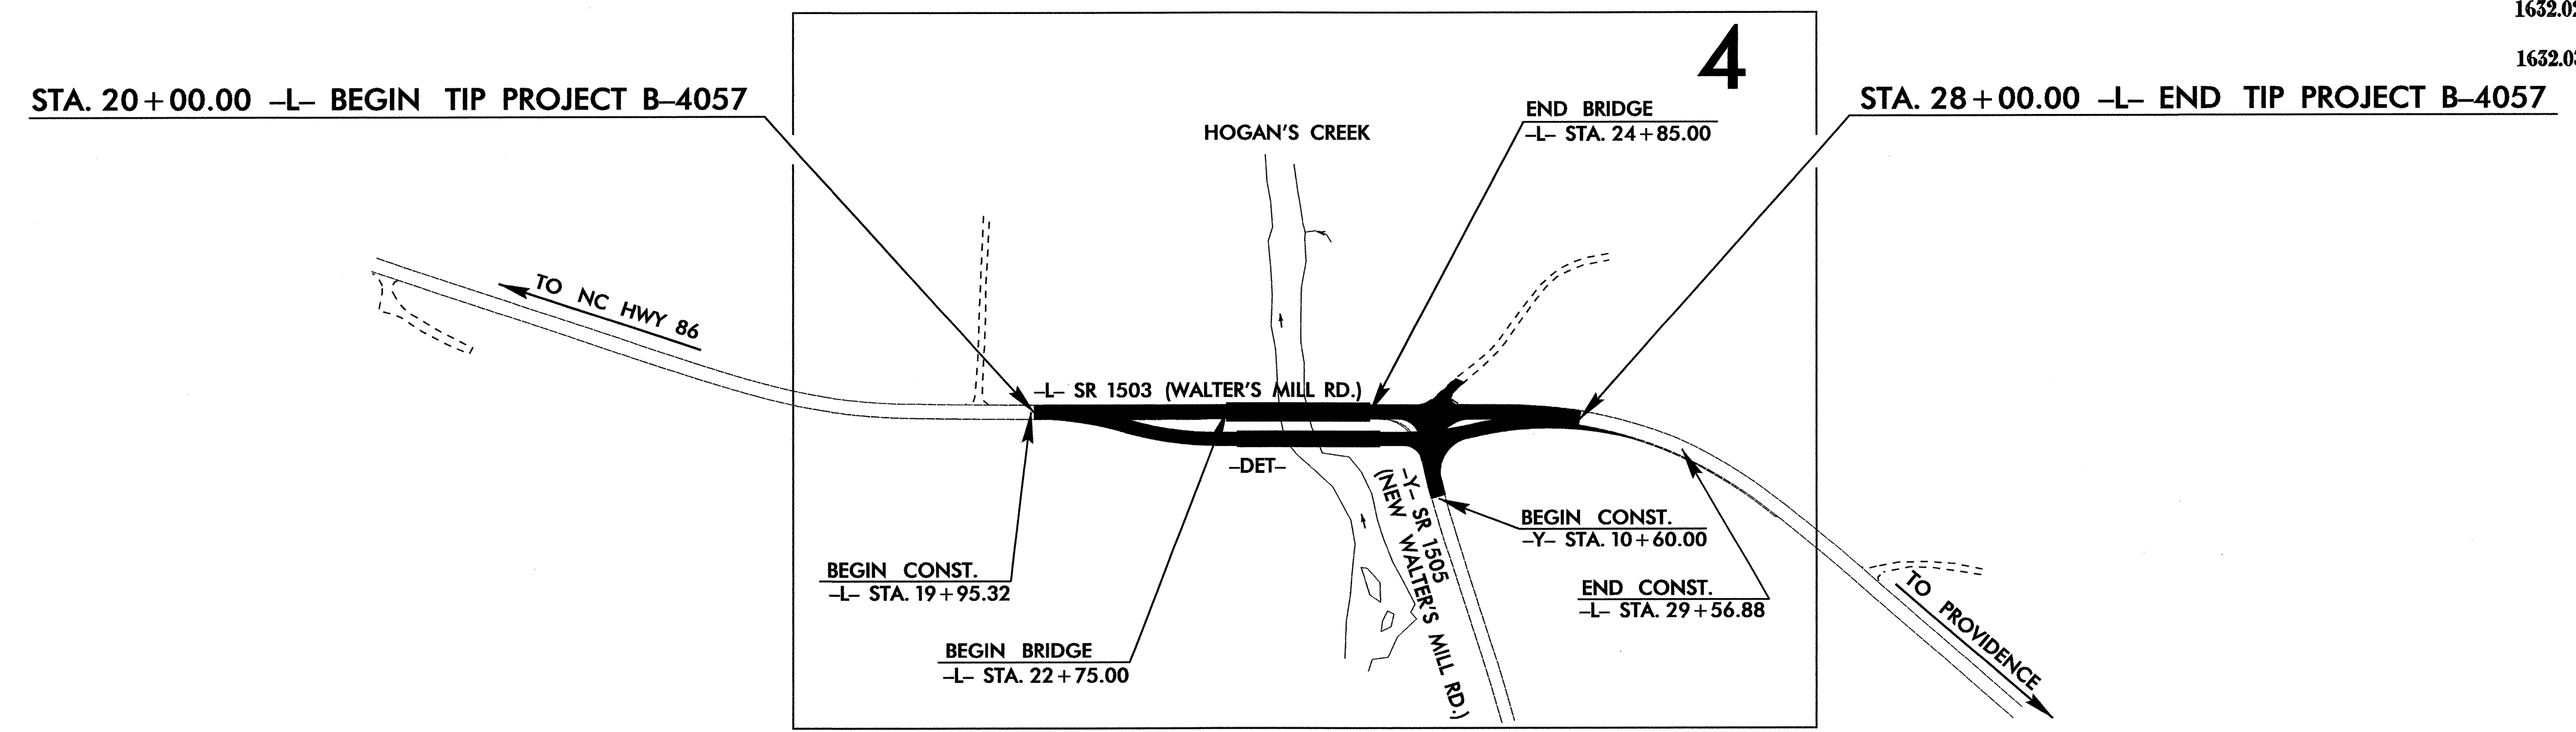 1632.02
1632.03
4
STA. 20+00.00 –L– BEGIN TIP PROJECT B–4057
STA. 28+00.00 –L– END TIP PROJECT B–4057
END BRIDGE
–L– STA. 24+85.00
HOGAN'S CREEK
TO NC HWY 86
–L– SR 1503 (WALTER'S MILL RD.)
–DET–
–Y– SR 1505
(NEW WALTER'S MILL RD.)
BEGIN CONST.
–Y– STA. 10+60.00
BEGIN CONST.
–L– STA. 19+95.32
END CONST.
–L– STA. 29+56.88
TO PROVIDENCE
BEGIN BRIDGE
–L– STA. 22+75.00